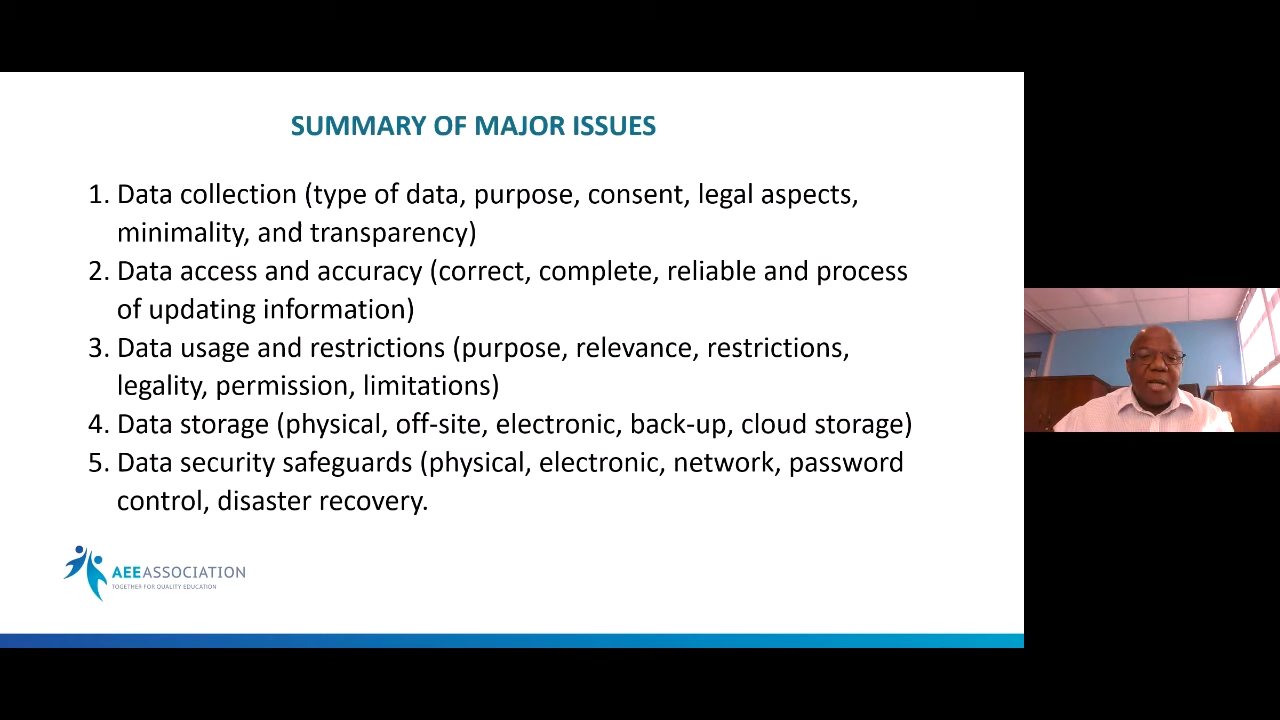 SUMMARY OF MAJOR ISSUES
1. Data collection (type of data, purpose, consent, legal aspects,
minimality, and transparency)
2. Data access and accuracy (correct, complete, reliable and process
of updating information)
3. Data usage and restrictions (purpose, relevance, restrictions,
legality, permission, limitations)
4. Data storage (physical, off-site, electronic, back-up, cloud storage)
5. Data security safeguards (physical, electronic, network, password
control, disaster recovery.
AEEASSOCIATION
TOGETHER FOR QUALITY EDUCATION